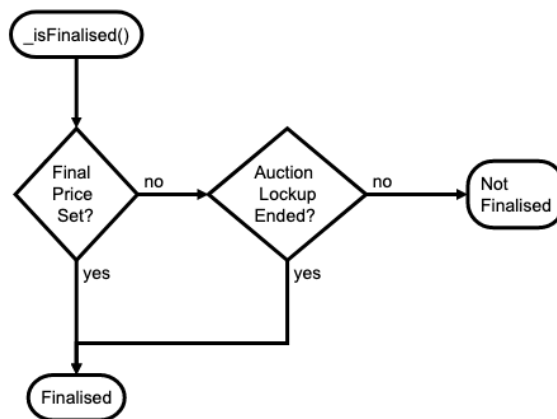 _isFinalised()
Final
Price
Set?
no
Auction
Lockup
Ended?
no
Not
Finalised
yes
yes
Finalised